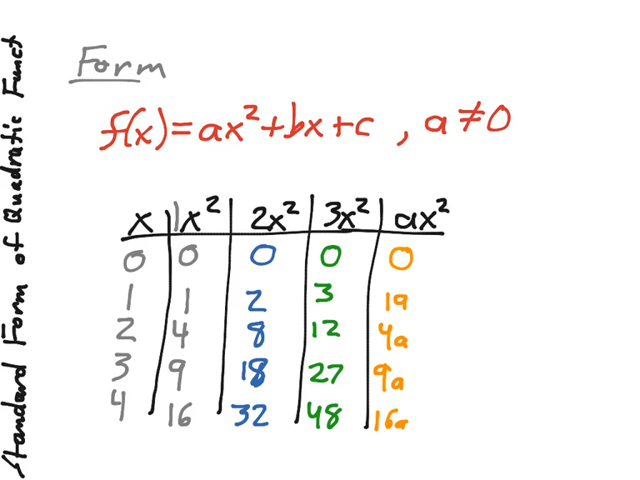 Standard Form of Quadratic Funct
Form
f(x)=ax²+bx+c , a≠0
x 1x² 2x² 3x² ax²
0 0 0 0 0
1 1 2 3 1a
2 4 8 12 4a
3 9 18 27 9a
4 16 32 48 16a